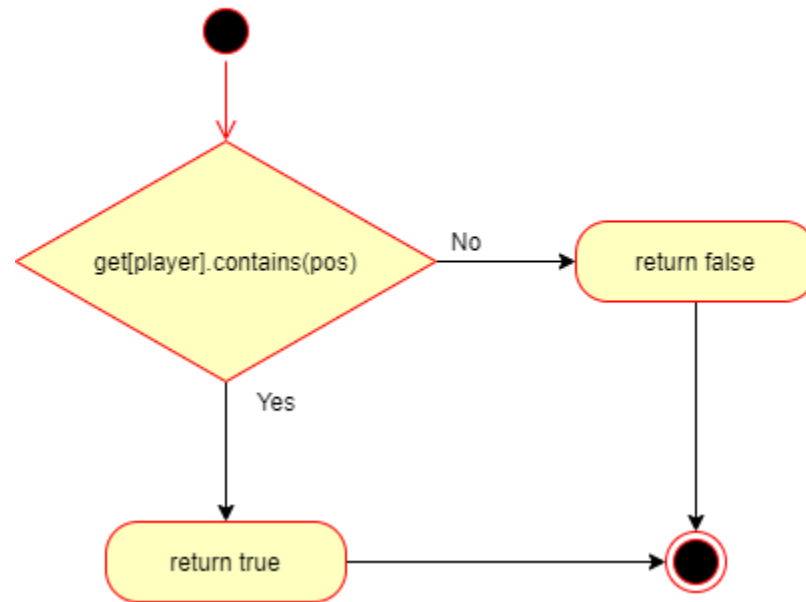 get[player].contains(pos)
No
return false
Yes
return true